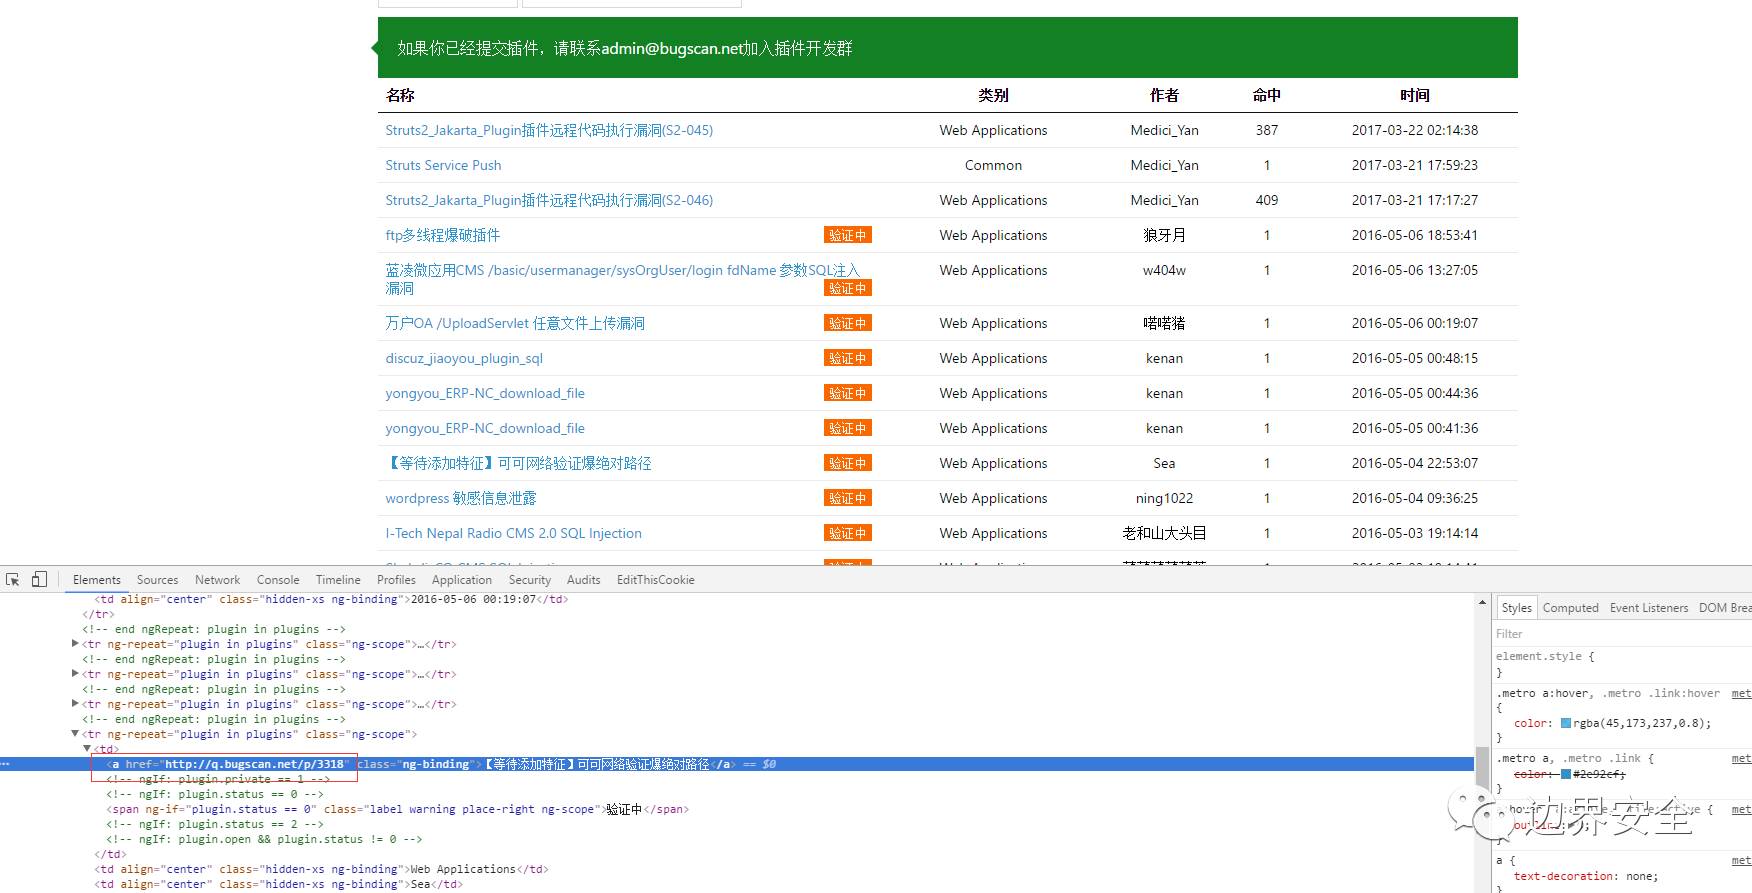 如果你已经提交插件，请联系admin@bugscan.net加入插件开发群
名称 类别 作者 命中 时间
Struts2_Jakarta_Plugin插件远程代码执行漏洞(S2-045) Web Applications Medici_Yan 387 2017-03-22 02:14:38
Struts Service Push Common Medici_Yan 1 2017-03-21 17:59:23
Struts2_Jakarta_Plugin插件远程代码执行漏洞(S2-046) Web Applications Medici_Yan 409 2017-03-21 17:17:27
ftp多线程爆破插件 验证中 Web Applications 狼牙月 1 2016-05-06 18:53:41
蓝凌微应用CMS /basic/usermanager/sysOrgUser/login fdName 参数SQL注入 Web Applications w404w 1 2016-05-06 13:27:05
漏洞 验证中
万户OA /UploadServlet 任意文件上传漏洞 验证中 Web Applications 喏喏猪 1 2016-05-06 00:19:07
discuz_jiaoyou_plugin_sql 验证中 Web Applications kenan 1 2016-05-05 00:48:15
yongyou_ERP-NC_download_file 验证中 Web Applications kenan 1 2016-05-05 00:44:36
yongyou_ERP-NC_download_file 验证中 Web Applications kenan 1 2016-05-05 00:41:36
【等待添加特征】可可网络验证爆绝对路径 验证中 Web Applications Sea 1 2016-05-04 22:53:07
wordpress 敏感信息泄露 验证中 Web Applications ning1022 1 2016-05-04 09:36:25
I-Tech Nepal Radio CMS 2.0 SQL Injection 验证中 Web Applications 老和山大头目 1 2016-05-03 19:14:14
Elements Sources Network Console Timeline Profiles Application Security Audits EditThisCookie
<td align="center" class="hidden-xs ng-binding">2016-05-06 00:19:07</td>
</tr>
<!-- end ngRepeat: plugin in plugins -->
<tr ng-repeat="plugin in plugins" class="ng-scope">…</tr>
<!-- end ngRepeat: plugin in plugins -->
<tr ng-repeat="plugin in plugins" class="ng-scope">…</tr>
<!-- end ngRepeat: plugin in plugins -->
<tr ng-repeat="plugin in plugins" class="ng-scope">…</tr>
<!-- end ngRepeat: plugin in plugins -->
<tr ng-repeat="plugin in plugins" class="ng-scope">
<td>
<a href="http://q.bugscan.net/p/3318" class="ng-binding">【等待添加特征】可可网络验证爆绝对路径</a> == $0
<!-- ngIf: plugin.private == 1 -->
<!-- ngIf: plugin.status == 0 -->
<span ng-if="plugin.status == 0" class="label warning place-right ng-scope">验证中</span>
<!-- ngIf: plugin.status == 2 -->
<!-- ngIf: plugin.open && plugin.status != 0 -->
</td>
<td align="center" class="hidden-xs ng-binding">Web Applications</td>
<td align="center" class="hidden-xs ng-binding">Sea</td>
Styles Computed Event Listeners DOM Brea
Filter
element.style {
}
.metro a:hover, .metro .link:hover met
{
color: rgba(45,173,237,0.8);
}
.metro a, .metro .link { met
color: #2e92cf;
}
met
}
边界安全
a { met
text-decoration: none;
}